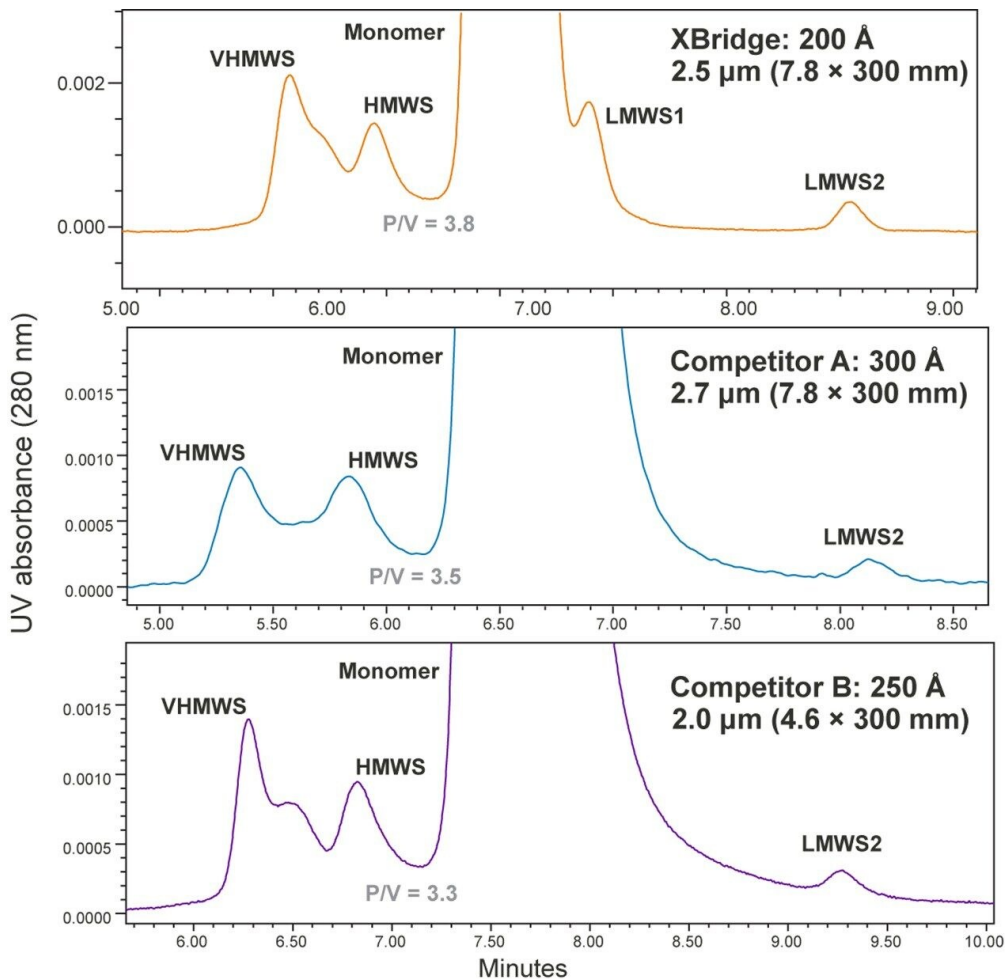 UV absorbance (280 nm)
XBridge: 200 Å
2.5 µm (7.8 × 300 mm)
Monomer
VHMWS
HMWS
LMWS1
LMWS2
P/V = 3.8
0.002
0.000
5.00 6.00 7.00 8.00 9.00
Competitor A: 300 Å
2.7 µm (7.8 × 300 mm)
Monomer
VHMWS
HMWS
LMWS2
P/V = 3.5
0.0015
0.0010
0.0005
0.0000
5.00 5.50 6.00 6.50 7.00 7.50 8.00 8.50
Competitor B: 250 Å
2.0 µm (4.6 × 300 mm)
Monomer
VHMWS
HMWS
LMWS2
P/V = 3.3
0.0015
0.0010
0.0005
0.0000
6.00 6.50 7.00 7.50 8.00 8.50 9.00 9.50 10.00
Minutes